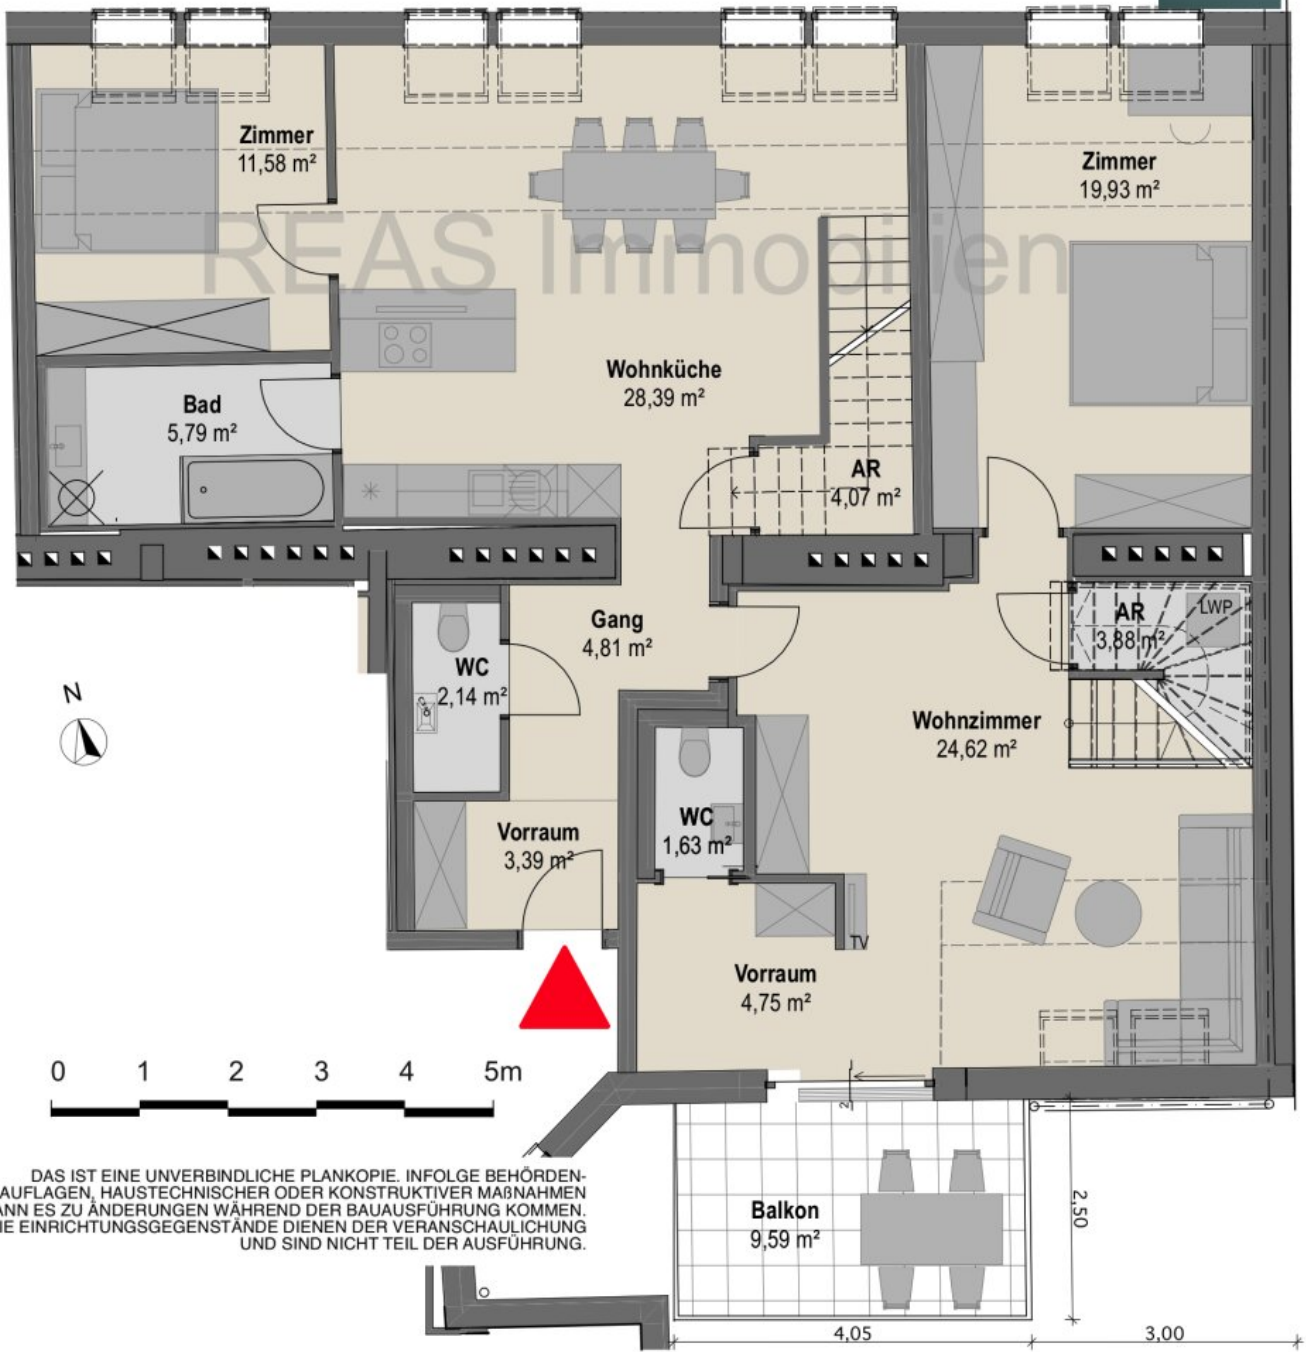 Zimmer
11,58 m²
Zimmer
19,93 m²
REAS Immobilien
Wohnküche
28,39 m²
Bad
5,79 m²
AR
4,07 m²
Gang
4,81 m²
AR
3,88 m²
LWP
WC
2,14 m²
N
Wohnzimmer
24,62 m²
WC
1,63 m²
Vorraum
3,39 m²
TV
Vorraum
4,75 m²
0 1 2 3 4 5m
DAS IST EINE UNVERBINDLICHE PLANKOPIE. INFOLGE BEHÖRDEN-
AUFLAGEN, HAUSTECHNISCHER ODER KONSTRUKTIVER MAßNAHMEN
ES ZU ÄNDERUNGEN WÄHREND DER BAUAUSFÜHRUNG KOMMEN.
EINRICHTUNGSGEGENSTÄNDE DIENEN DER VERANSCHAULICHUNG
UND SIND NICHT TEIL DER AUSFÜHRUNG.
2
Balkon
9,59 m²
2,50
4,05
3,00